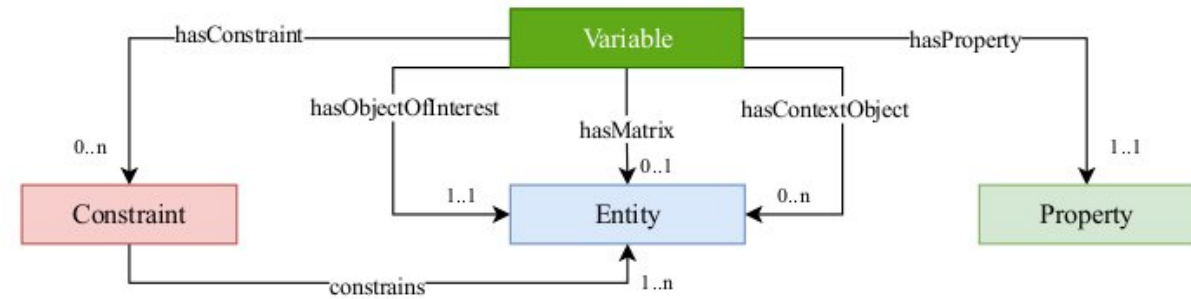 Variable
hasConstraint
hasProperty
hasObjectOfInterest
hasContextObject
hasMatrix
0..n
0..1
1..1
1..1
0..n
Constraint
Entity
Property
constrains
1..n